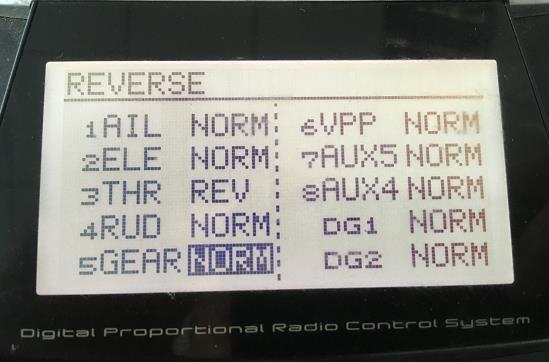 REVERSE
1AIL NORM
2ELE NORM
3THR REV
4RUD NORM
5GEAR NORM
6VPP NORM
7AUX5 NORM
8AUX4 NORM
DG1 NORM
DG2 NORM
Digital Proportional Radio Control System